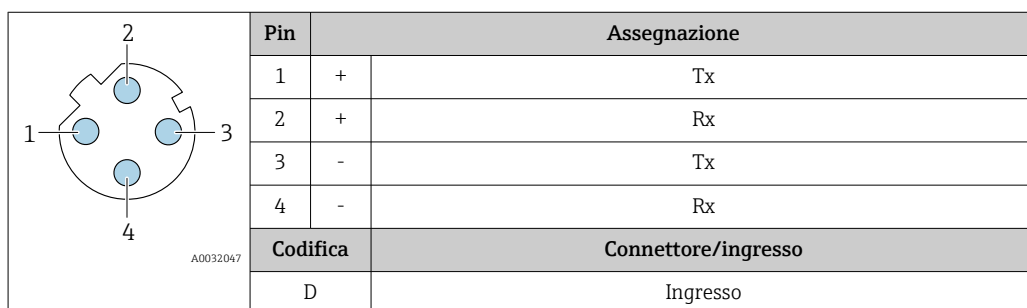 2
1
3
4
A0032047
Pin Assegnazione
1 + Tx
2 + Rx
3 - Tx
4 - Rx
Codifica Connettore/ingresso
D Ingresso